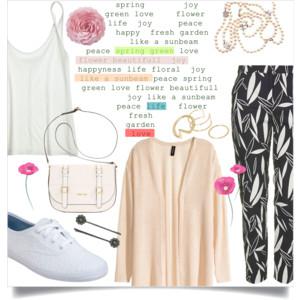 spring joy
green love flower
life joy peace
happy fresh garden
like a sunbeam
peace spring green love
flower beautifull joy
happyness life floral joy
like a sunbeam peace spring
green love flower beautifull
joy like a sunbeam
peace life flower
fresh
garden
love